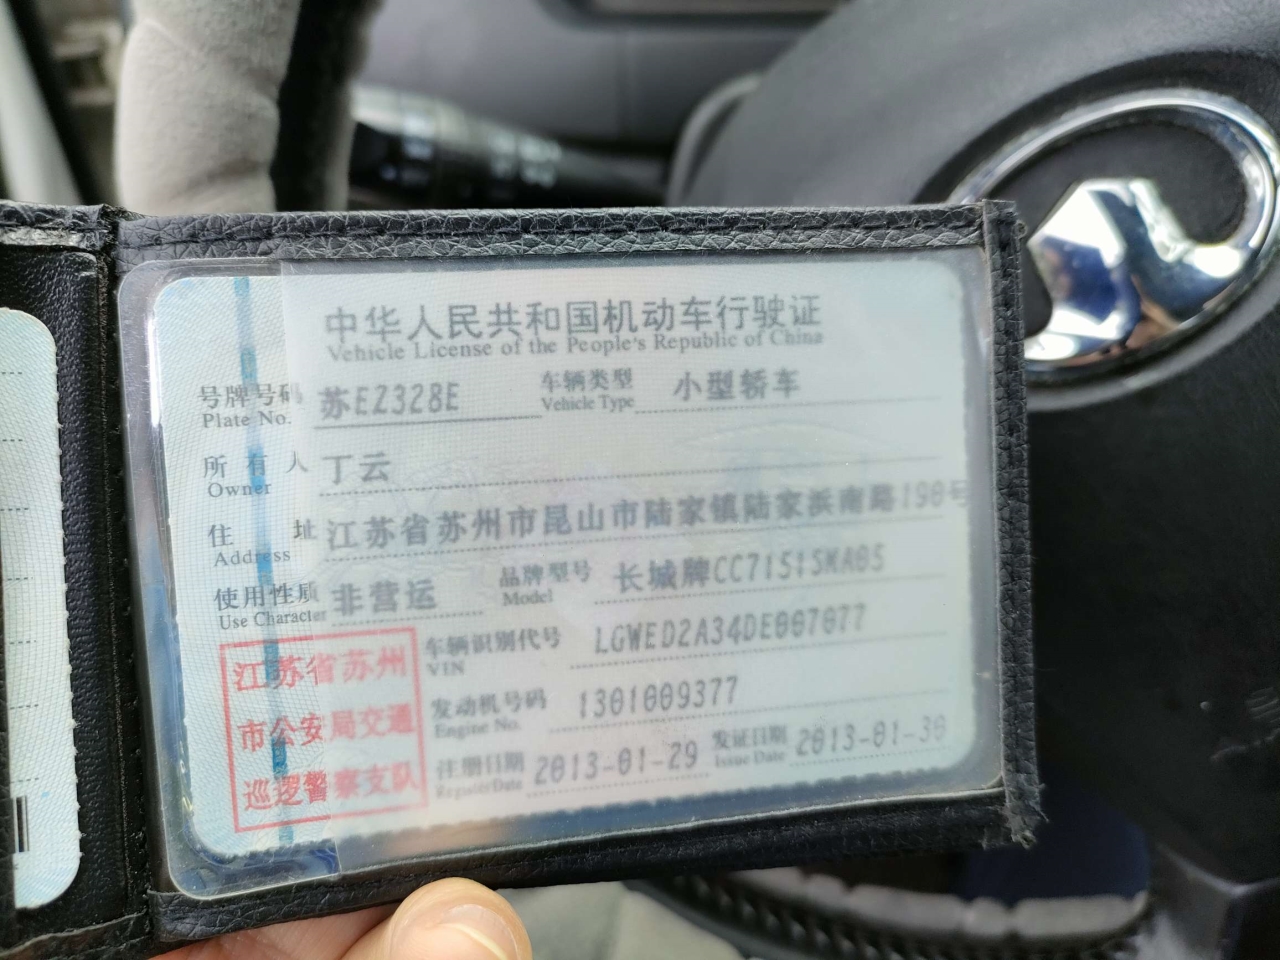 中华人民共和国机动车行驶证
Vehicle License of the People's Republic of China
号牌号码 苏EZ328E 车辆类型 小型轿车
Plate No. Vehicle Type
所有人 丁云
Owner
住址 江苏省苏州市昆山市陆家镇陆家浜南路198号
Address
使用性质 非营运 品牌型号 长城牌CC71515MA05
Use Character Model
江苏省苏州 车辆识别代号 LGWED2A34DE007077
VIN
市公安局交通 发动机号码 1301009377
Engine No.
巡逻警察支队 注册日期 2013-01-29 发证日期 2013-01-30
Register Date Issue Date